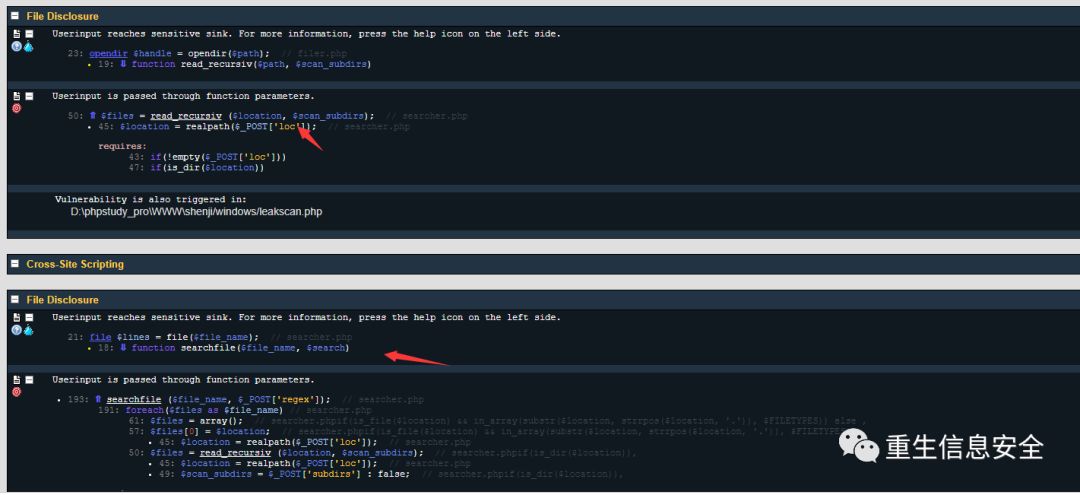 File Disclosure
Userinput reaches sensitive sink. For more information, press the help icon on the left side.
23: opendir $handle = opendir($path); // filer.php
19: ⇓ function read_recursiv($path, $scan_subdirs)
Userinput is passed through function parameters.
50: ⇑ $files = read_recursiv ($location, $scan_subdirs); // searcher.php
45: $location = realpath($_POST['loc']); // searcher.php
requires:
43: if(!empty($_POST['loc']))
47: if(is_dir($location))
Vulnerability is also triggered in:
D:\phpstudy_pro\WWW\shenji/windows/leakscan.php
Cross-Site Scripting
File Disclosure
Userinput reaches sensitive sink. For more information, press the help icon on the left side.
21: file $lines = file($file_name); // searcher.php
18: ⇓ function searchfile($file_name, $search)
Userinput is passed through function parameters.
193: ⇑ searchfile ($file_name, $_POST['regex']); // searcher.php
191: foreach($files as $file_name) // searcher.php
61: $files = array(); // searcher.phpif(is_file($location) && in_array(substr($location, strrpos($location, '.')), $FILETYPES)) else ,
57: $files[0] = $location; // searcher.phpif(is_file($location) && in_array(substr($location, strrpos($location, '.')), $FILETYPES
45: $location = realpath($_POST['loc']); // searcher.php
50: $files = read_recursiv ($location, $scan_subdirs); // searcher.phpif(is_dir($location)),
45: $location = realpath($_POST['loc']); // searcher.php
49: $scan_subdirs = $_POST['subdirs'] : false; // searcher.phpif(is_dir($location)),
重生信息安全